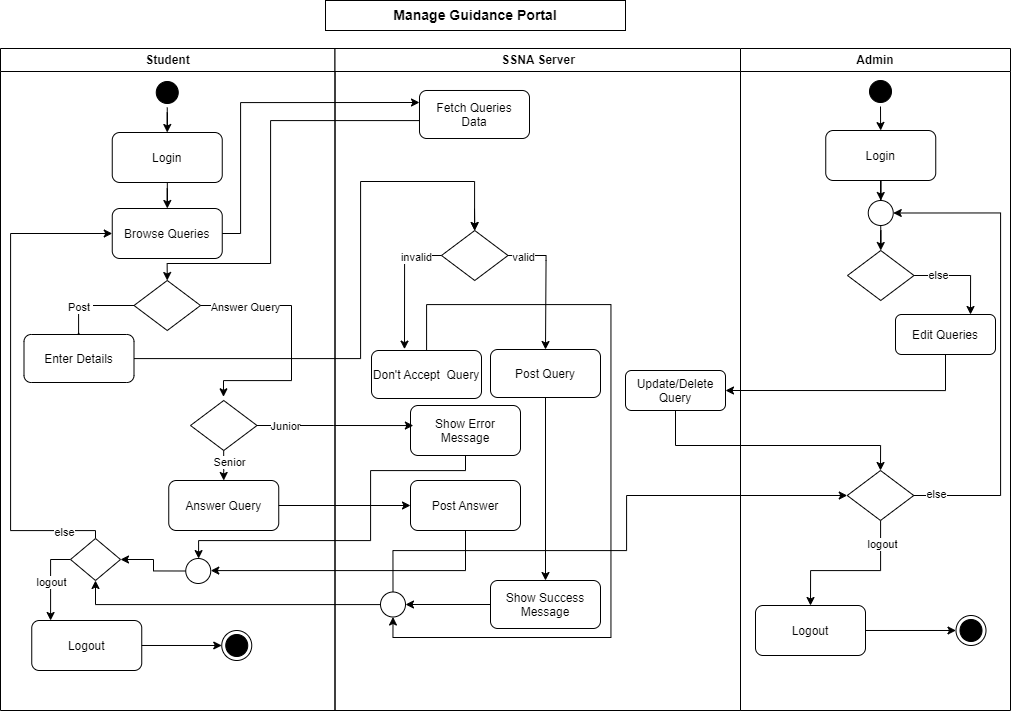 Manage Guidance Portal
Student
SSNA Server
Admin
Fetch Queries
Data
Login
Login
Browse Queries
invalid
valid
else
Post
Answer Query
Edit Queries
Enter Details
Don't Accept Query
Post Query
Update/Delete
Query
Junior
Show Error
Message
Senior
Answer Query
Post Answer
else
else
logout
logout
Show Success
Message
Logout
Logout